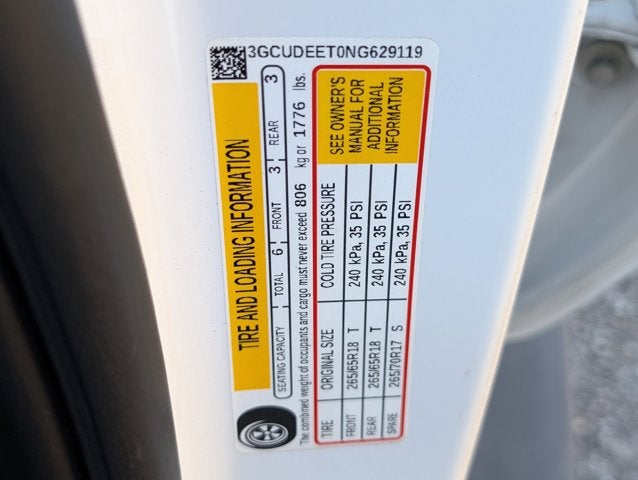 3GCUDEET0NG629119
TIRE AND LOADING INFORMATION
SEATING CAPACITY TOTAL 6 FRONT 3 REAR 3
The combined weight of occupants and cargo must never exceed 806 kg or 1776 lbs.
TIRE ORIGINAL SIZE COLD TIRE PRESSURE
FRONT 265/65R18 T 240 kPa, 35 PSI
REAR 265/65R18 T 240 kPa, 35 PSI
SPARE 265/70R17 S 240 kPa, 35 PSI
SEE OWNER'S
MANUAL FOR
ADDITIONAL
INFORMATION